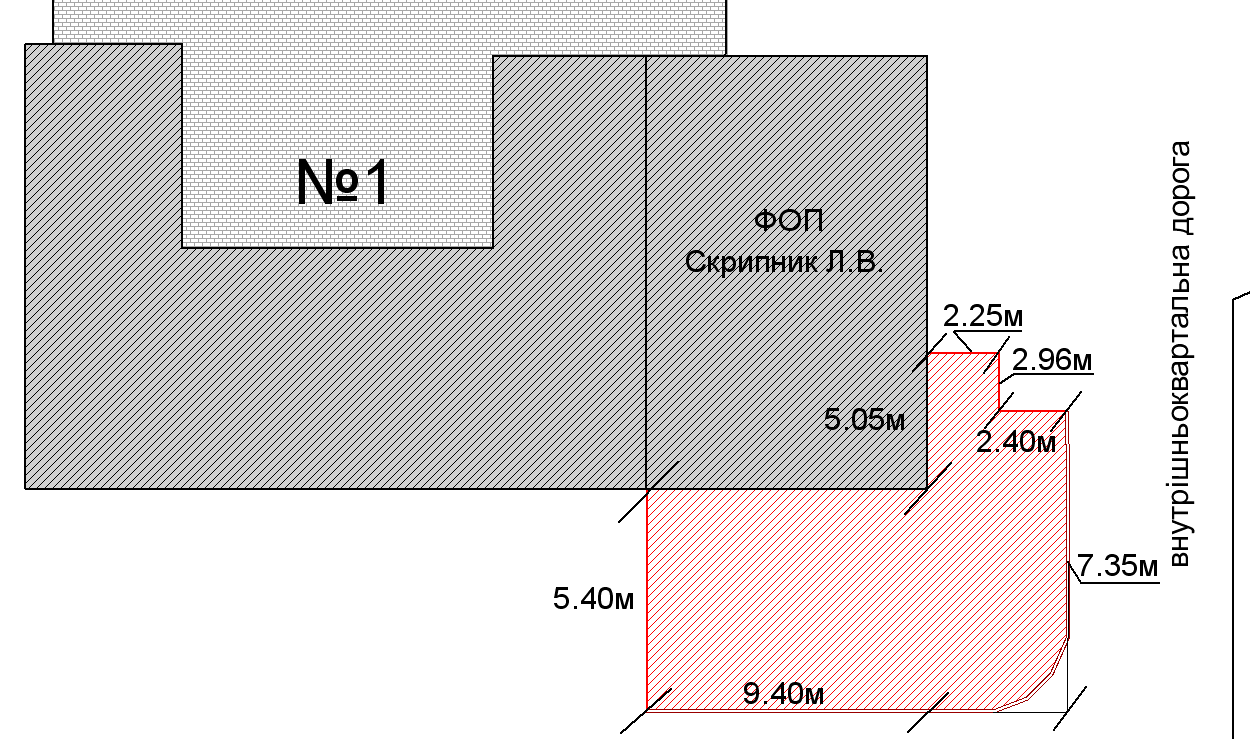 №1
ФОП
Скрипник Л.В.
внутрішньоквартальна дорога
2.25м
2.96м
5.05м
2.40м
7.35м
5.40м
9.40м